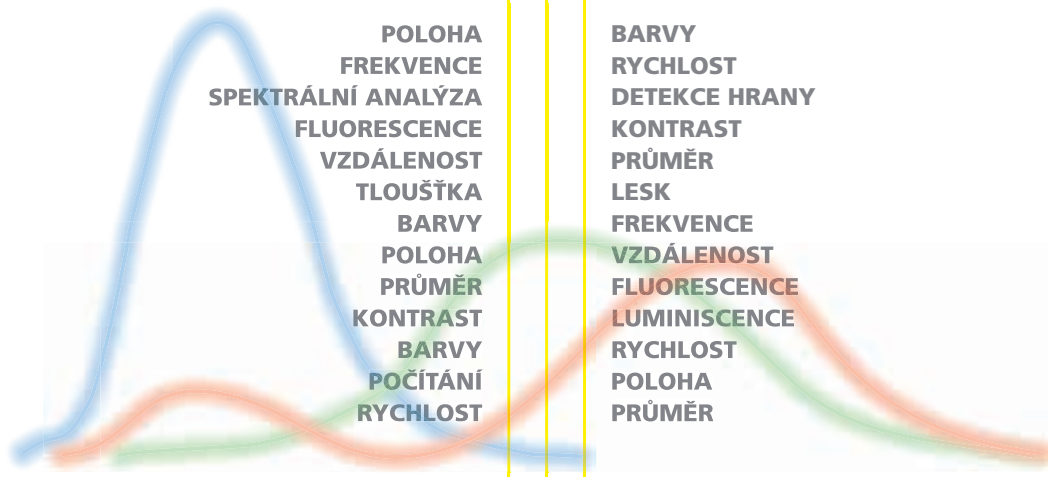 POLOHA
FREKVENCE
SPEKTRÁLNÍ ANALÝZA
FLUORESCENCE
VZDÁLENOST
TLOUŠŤKA
BARVY
POLOHA
PRŮMĚR
KONTRAST
BARVY
POČÍTÁNÍ
RYCHLOST
BARVY
RYCHLOST
DETEKCE HRANY
KONTRAST
PRŮMĚR
LESK
FREKVENCE
VZDÁLENOST
FLUORESCENCE
LUMINISCENCE
RYCHLOST
POLOHA
PRŮMĚR